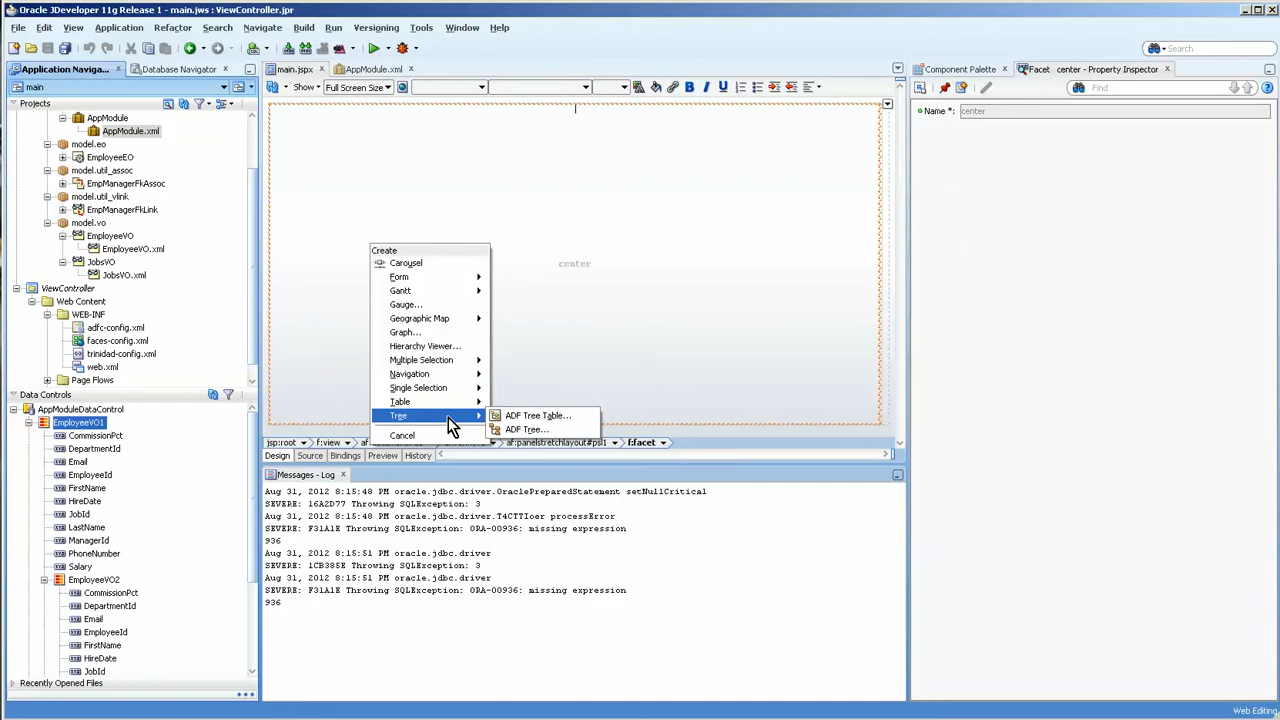 Oracle JDeveloper 11g Release 1 - main.jws : ViewController.jpr
File Edit View Application Refactor Search Navigate Build Run Versioning Tools Window Help
Search
Application Naviga...
Database Navigator
main.jspx
AppModule.xml
Component Palette
Facet center - Property Inspector
main
Show
Full Screen Size
B I U
Find
Projects
Name *: center
AppModule
AppModule.xml
model.eo
EmployeeEO
model.util_assoc
EmpManagerFkAssoc
model.util_vlink
EmpManagerFkLink
model.vo
EmployeeVO
EmployeeVO.xml
JobsVO
JobsVO.xml
ViewController
Web Content
WEB-INF
adfc-config.xml
faces-config.xml
trinidad-config.xml
web.xml
Page Flows
center
Create
Carousel
Form
Gantt
Gauge...
Geographic Map
Graph...
Hierarchy Viewer...
Multiple Selection
Navigation
Single Selection
Table
Tree
Cancel
ADF Tree Table...
ADF Tree...
jsp:root
f:view
af:panelstretchlayout#psl1
f:facet
Design Source Bindings Preview History
Data Controls
AppModuleDataControl
EmployeeVO1
CommissionPct
DepartmentId
Email
EmployeeId
FirstName
HireDate
JobId
LastName
ManagerId
PhoneNumber
Salary
EmployeeVO2
CommissionPct
DepartmentId
Email
EmployeeId
FirstName
HireDate
JobId
Recently Opened Files
Messages - Log
Aug 31, 2012 8:15:48 PM oracle.jdbc.driver.OraclePreparedStatement setNullCritical
SEVERE: 16A2D77 Throwing SQLException: 3
Aug 31, 2012 8:15:48 PM oracle.jdbc.driver.T4CTTIoer processError
SEVERE: F31A1E Throwing SQLException: ORA-00936: missing expression
936
Aug 31, 2012 8:15:51 PM oracle.jdbc.driver
SEVERE: 1CB385E Throwing SQLException: 3
Aug 31, 2012 8:15:51 PM oracle.jdbc.driver
SEVERE: F31A1E Throwing SQLException: ORA-00936: missing expression
936
Web Editing